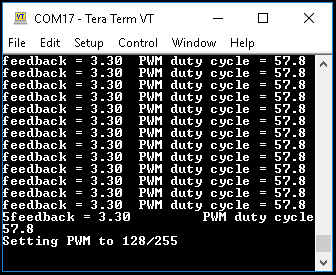 COM17 - Tera Term VT
File Edit Setup Control Window Help
feedback = 3.30  PWM duty cycle = 57.8
feedback = 3.30  PWM duty cycle = 57.8
feedback = 3.30  PWM duty cycle = 57.8
feedback = 3.30  PWM duty cycle = 57.8
feedback = 3.30  PWM duty cycle = 57.8
feedback = 3.30  PWM duty cycle = 57.8
feedback = 3.30  PWM duty cycle = 57.8
feedback = 3.30  PWM duty cycle = 57.8
feedback = 3.30  PWM duty cycle = 57.8
feedback = 3.30  PWM duty cycle = 57.8
feedback = 3.30  PWM duty cycle = 57.8
feedback = 3.30  PWM duty cycle = 57.8
feedback = 3.30  PWM duty cycle = 57.8
5feedback = 3.30         PWM duty cycle
57.8
Setting PWM to 128/255